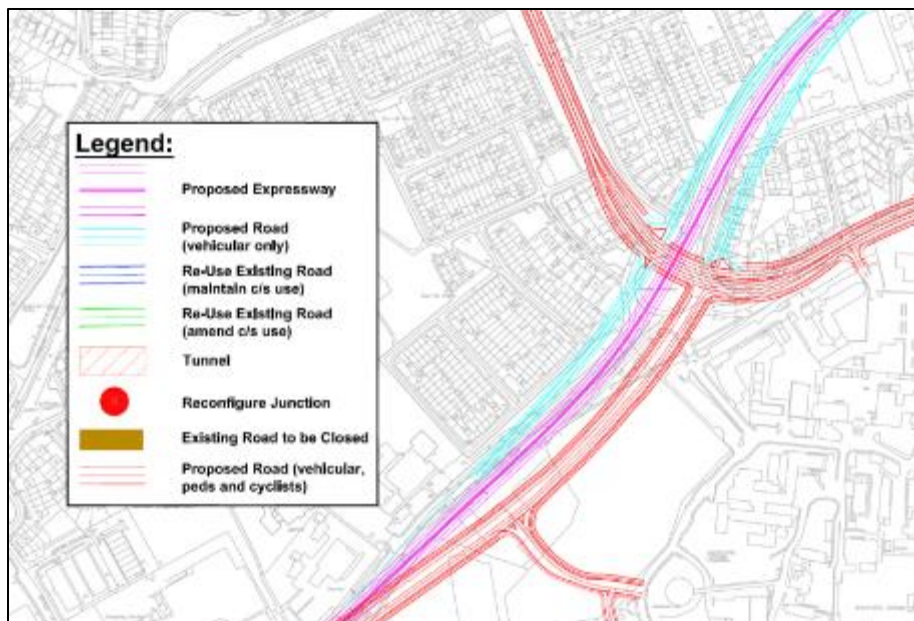 Legend:
Proposed Expressway
Proposed Road
(vehicular only)
Re-Use Existing Road
(maintain c/s use)
Re-Use Existing Road
(amend c/s use)
Tunnel
Reconfigure Junction
Existing Road to be Closed
Proposed Road (vehicular,
peds and cyclists)